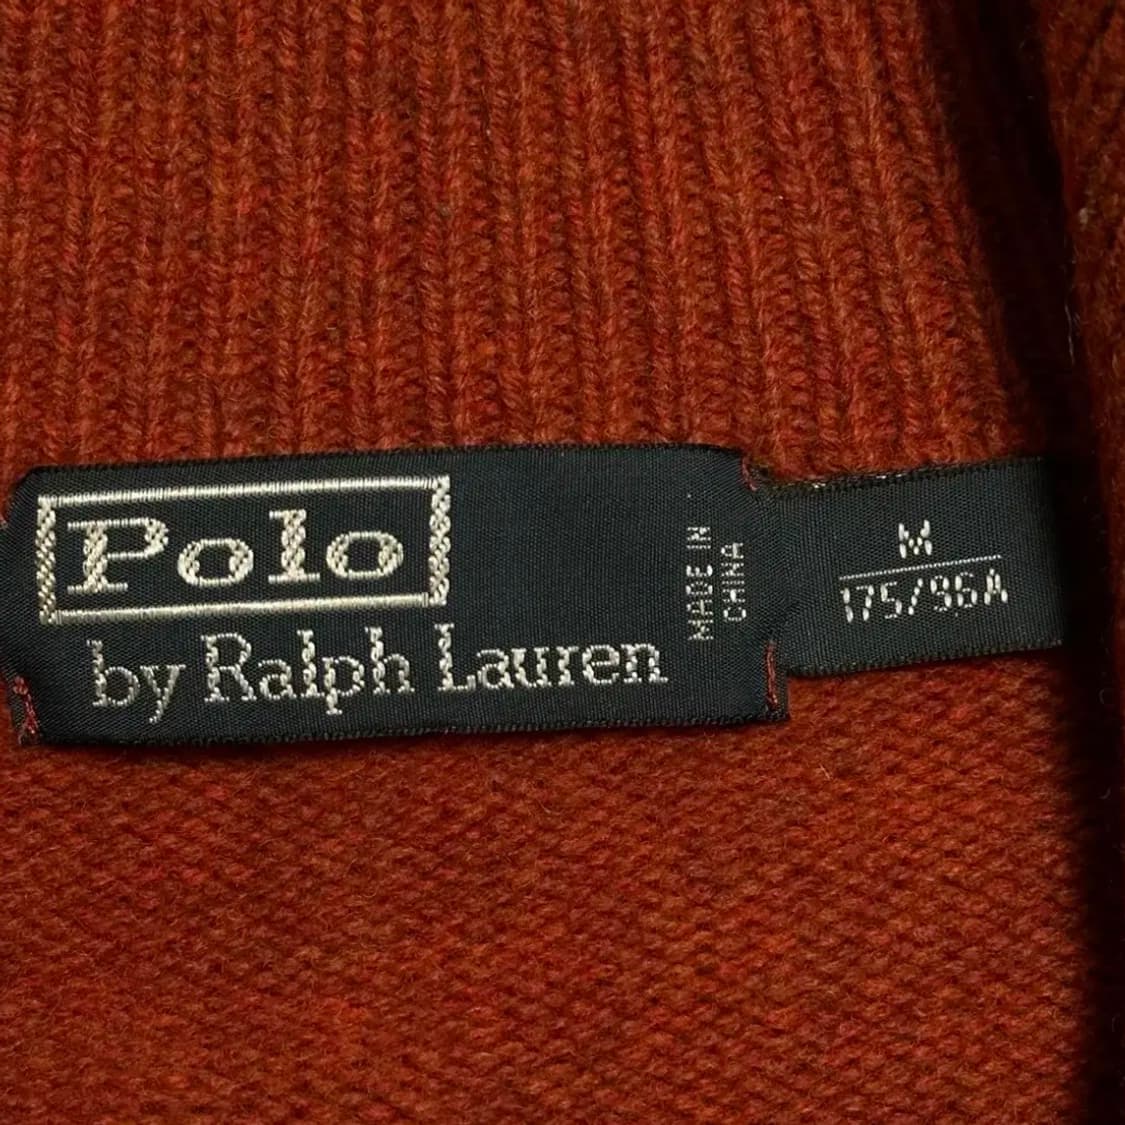 Polo
by Ralph Lauren
MADE IN
CHINA
M
175/96A